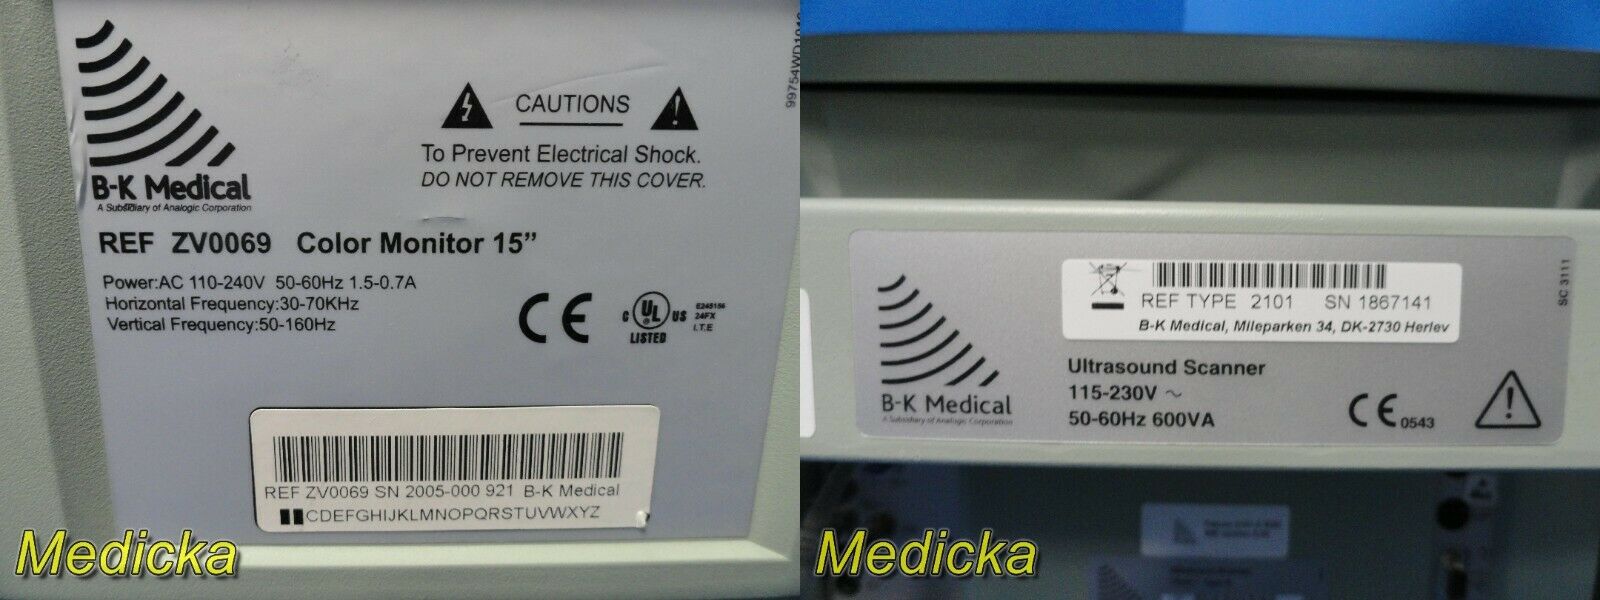 B-K Medical
A Subsidiary of Analogic Corporation
CAUTIONS
To Prevent Electrical Shock.
DO NOT REMOVE THIS COVER.
REF ZV0069 Color Monitor 15”
Power:AC 110-240V 50-60Hz 1.5-0.7A
Horizontal Frequency:30-70KHz
Vertical Frequency:50-160Hz
CE
C UL US
LISTED
E245156
24FX
I.T.E
REF ZV0069 SN 2005-000 921 B-K Medical
CDEFGHIJKLMNOPQRSTUVWXYZ
Medicka
B-K Medical
A Subsidiary of Analogic Corporation
REF TYPE 2101 SN 1867141
B-K Medical, Mileparken 34, DK-2730 Herlev
Ultrasound Scanner
115-230V ~
50-60Hz 600VA
CE 0543
SC 3111
Medicka